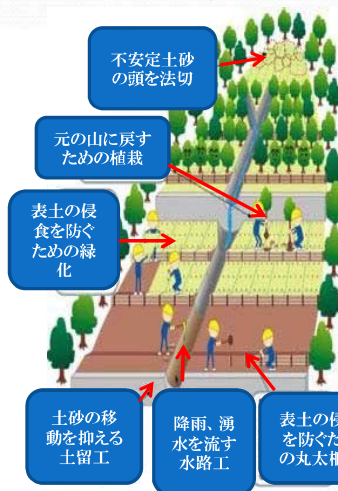 不安定土砂
の頭を法切
元の山に戻す
ための植栽
表土の侵
食を防ぐ
ための緑
化
土砂の移
動を抑える
土留工
降雨、湧
水を流す
水路工
表土の侵
を防ぐた
の丸太柵